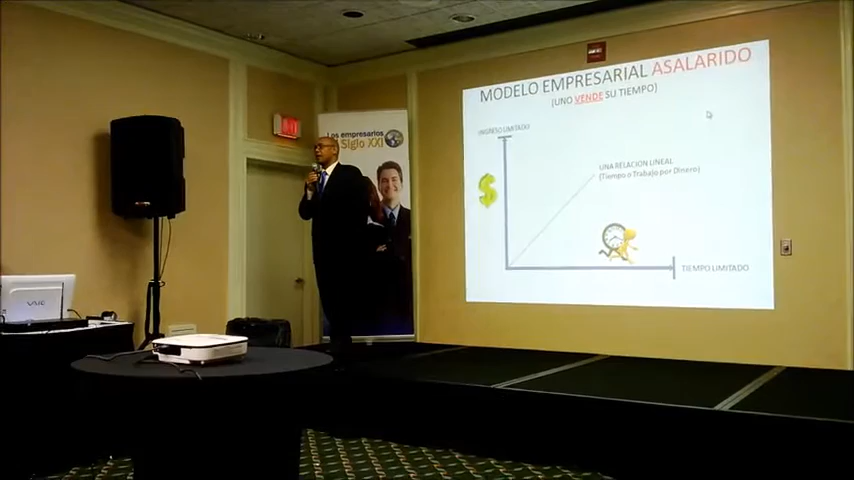 MODELO EMPRESARIAL ASALARIDO
(UNO VENDE SU TIEMPO)
INGRESO LIMITADO
UNA RELACION LINEAL
(Tiempo o Trabajo por Dinero)
$
TIEMPO LIMITADO
Los empresarios
Siglo XXI
VAIO